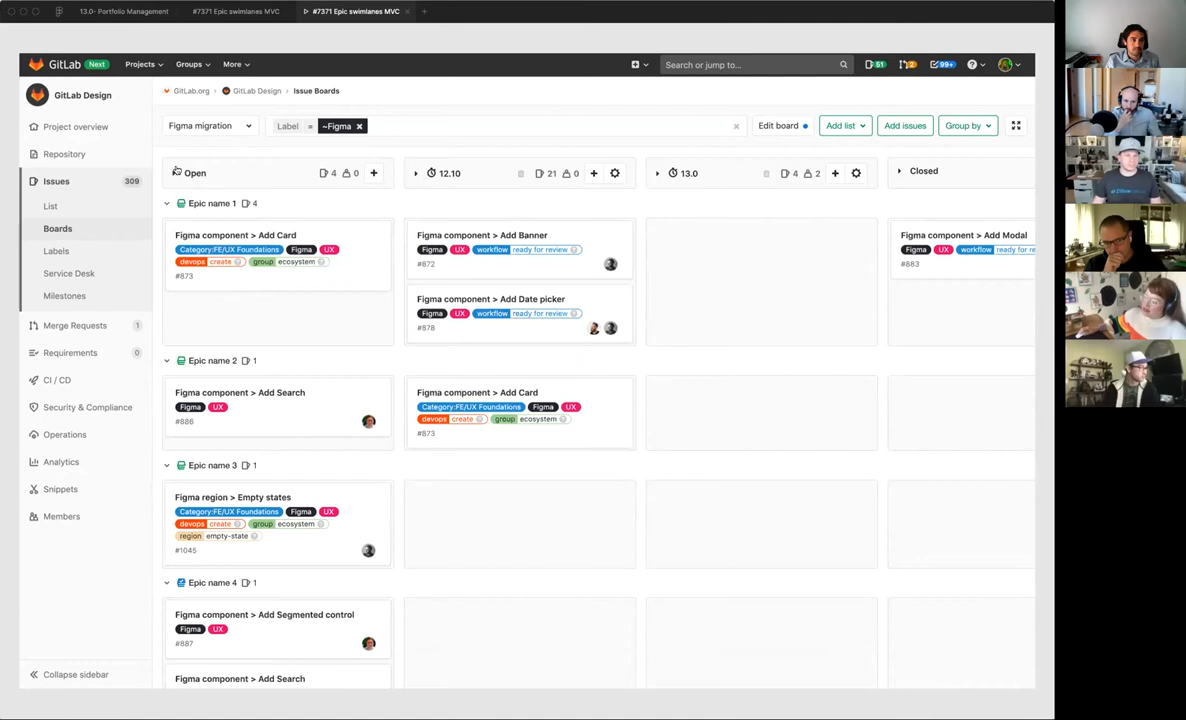 13.0- Portfolio Management
#7371 Epic swimlanes MVC
#7371 Epic swimlanes MVC
GitLab Next Projects Groups More Search or jump to... 51 2 99+
GitLab Design
Project overview
Repository
Issues 309
List
Boards
Labels
Service Desk
Milestones
Merge Requests 1
Requirements 0
CI / CD
Security & Compliance
Operations
Analytics
Snippets
Members
Collapse sidebar
GitLab.org > GitLab Design > Issue Boards
Figma migration Label = ~Figma Edit board Add list Add issues Group by
Open 4 0 12.10 21 0 13.0 4 2 Closed
Epic name 1 4
Figma component > Add Card
Category:FE/UX Foundations Figma UX
devops create group ecosystem
#873
Figma component > Add Banner
Figma UX workflow ready for review
#872
Figma component > Add Date picker
Figma UX workflow ready for review
#878
Figma component > Add Modal
Figma UX workflow ready for re
#883
Epic name 2 1
Figma component > Add Search
Figma UX
#886
Figma component > Add Card
Category:FE/UX Foundations Figma UX
devops create group ecosystem
#873
Epic name 3 1
Figma region > Empty states
Category:FE/UX Foundations Figma UX
devops create group ecosystem
region empty-state
#1045
Epic name 4 1
Figma component > Add Segmented control
Figma UX
#887
Figma component > Add Search